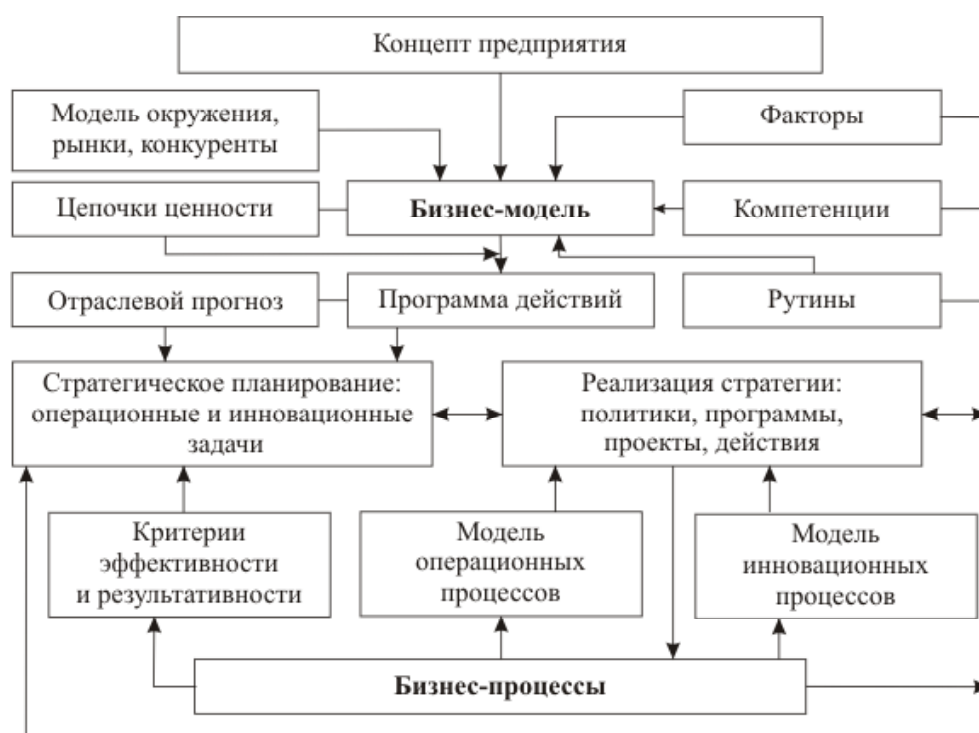 Концепт предприятия
Модель окружения,
рынки, конкуренты
Факторы
Цепочки ценности
Бизнес-модель
Компетенции
Отраслевой прогноз
Программа действий
Рутины
Стратегическое планирование:
операционные и инновационные
задачи
Реализация стратегии:
политики, программы,
проекты, действия
Критерии
эффективности
и результативности
Модель
операционных
процессов
Модель
инновационных
процессов
Бизнес-процессы